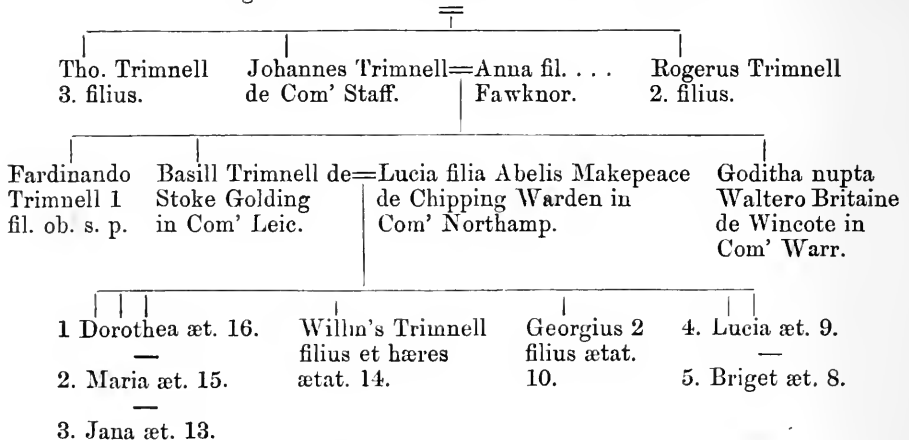 Tho. Trimnell
3. filius.
Johannes Trimnell=Anna fil. . . .
de Com' Staff. Fawknor.
Rogerus Trimnell
2. filius.
Fardinando
Trimnell 1
fil. ob. s. p.
Basill Trimnell de=Lucia filia Abelis Makepeace
Stoke Golding de Chipping Warden in
in Com' Leic. Com' Northamp.
Goditha nupta
Waltero Britaine
de Wincote in
Com' Warr.
1 Dorothea æt. 16.
2. Maria æt. 15.
3. Jana æt. 13.
Willm's Trimnell
filius et hæres
ætat. 14.
Georgius 2
filius ætat.
10.
4. Lucia æt. 9.
5. Briget æt. 8.